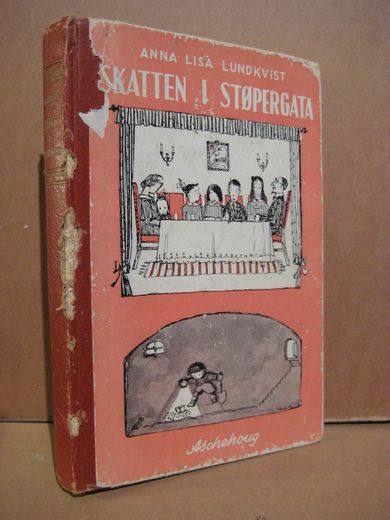 ANNA LISA LUNDKVIST
SKATTEN I STØPERGATA
Aschehoug